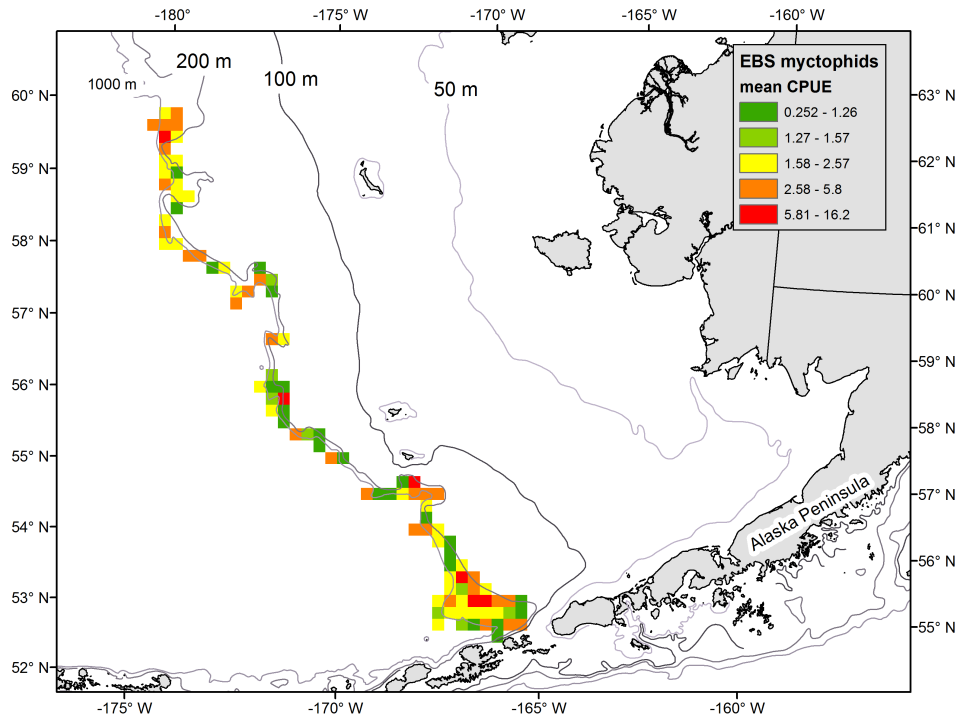 -180°
-175° W
-170° W
-165° W
-160° W
200 m
1000 m
100 m
50 m
EBS myctophids
mean CPUE
0.252 - 1.26
1.27 - 1.57
1.58 - 2.57
2.58 - 5.8
5.81 - 16.2
60° N
59° N
58° N
57° N
56° N
55° N
54° N
53° N
52° N
63° N
62° N
61° N
60° N
59° N
58° N
57° N
56° N
55° N
Alaska Peninsula
-175° W
-170° W
-165° W
-160° W